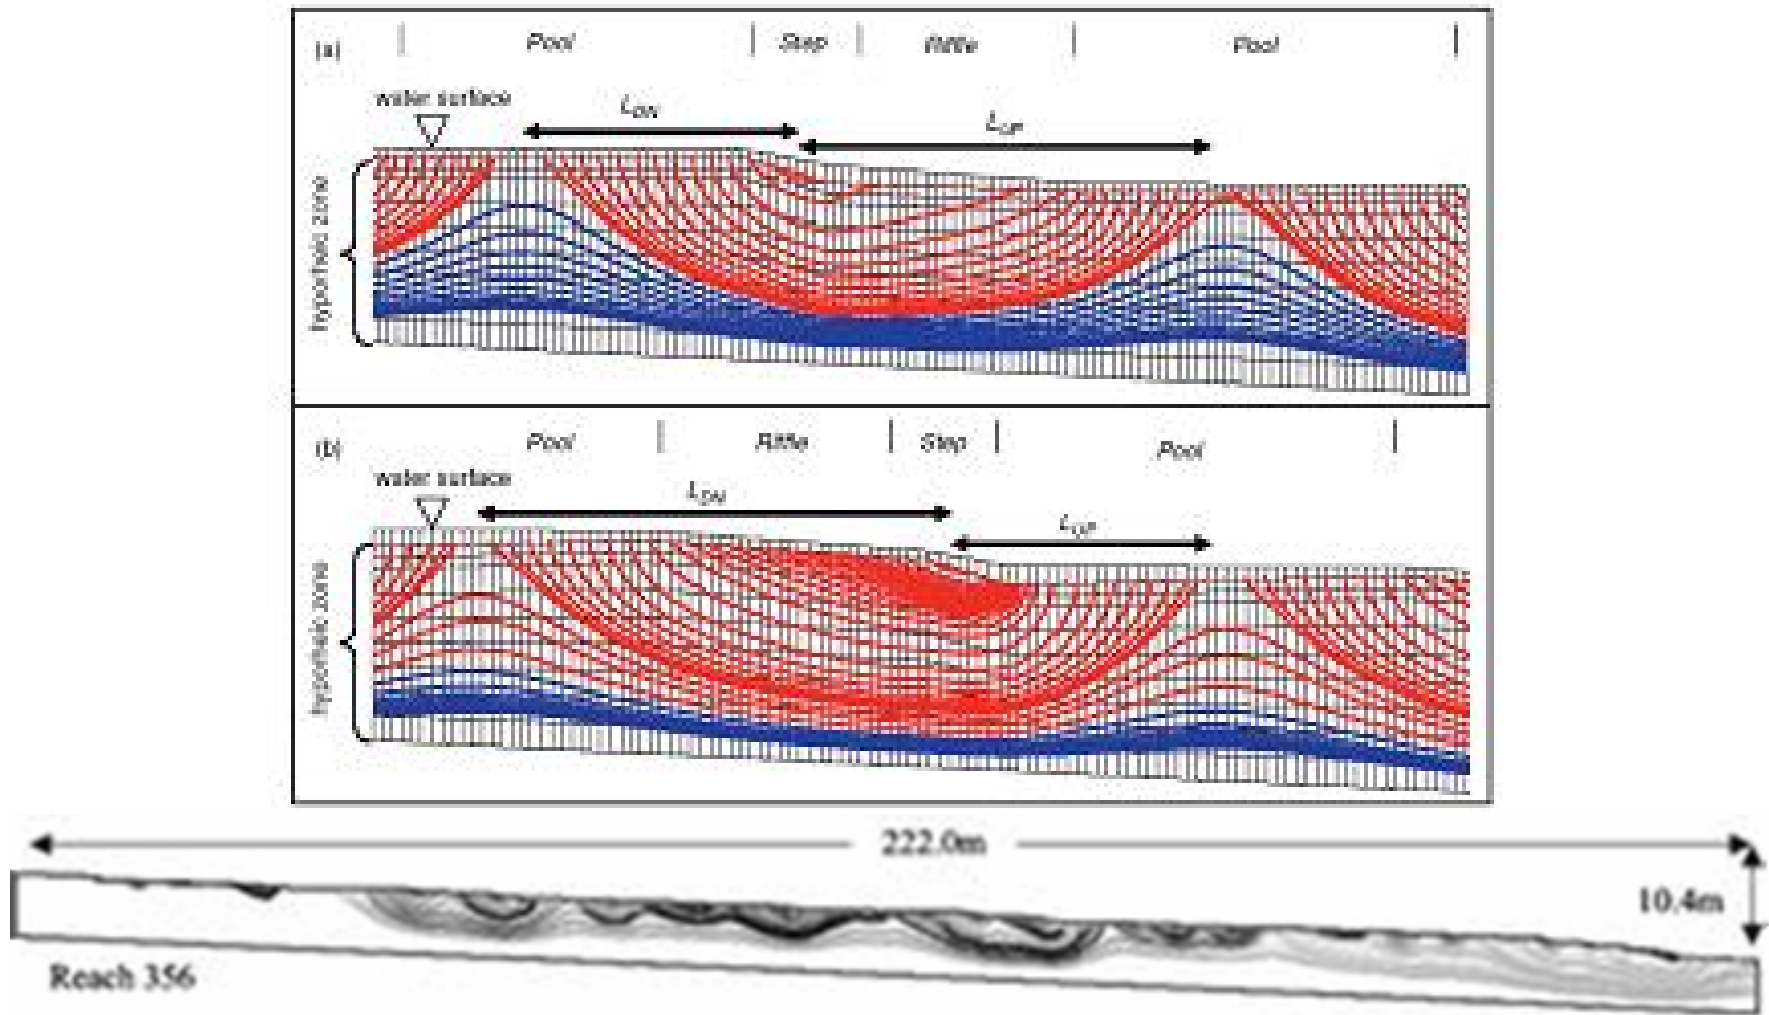 (a)
Pool
Step
Riffle
Pool
water surface
L_DN
L_UP
hyporheic zone
(b)
Pool
Riffle
Step
Pool
water surface
L_DN
L_UP
hyporheic zone
222.0m
10.4m
Reach 356